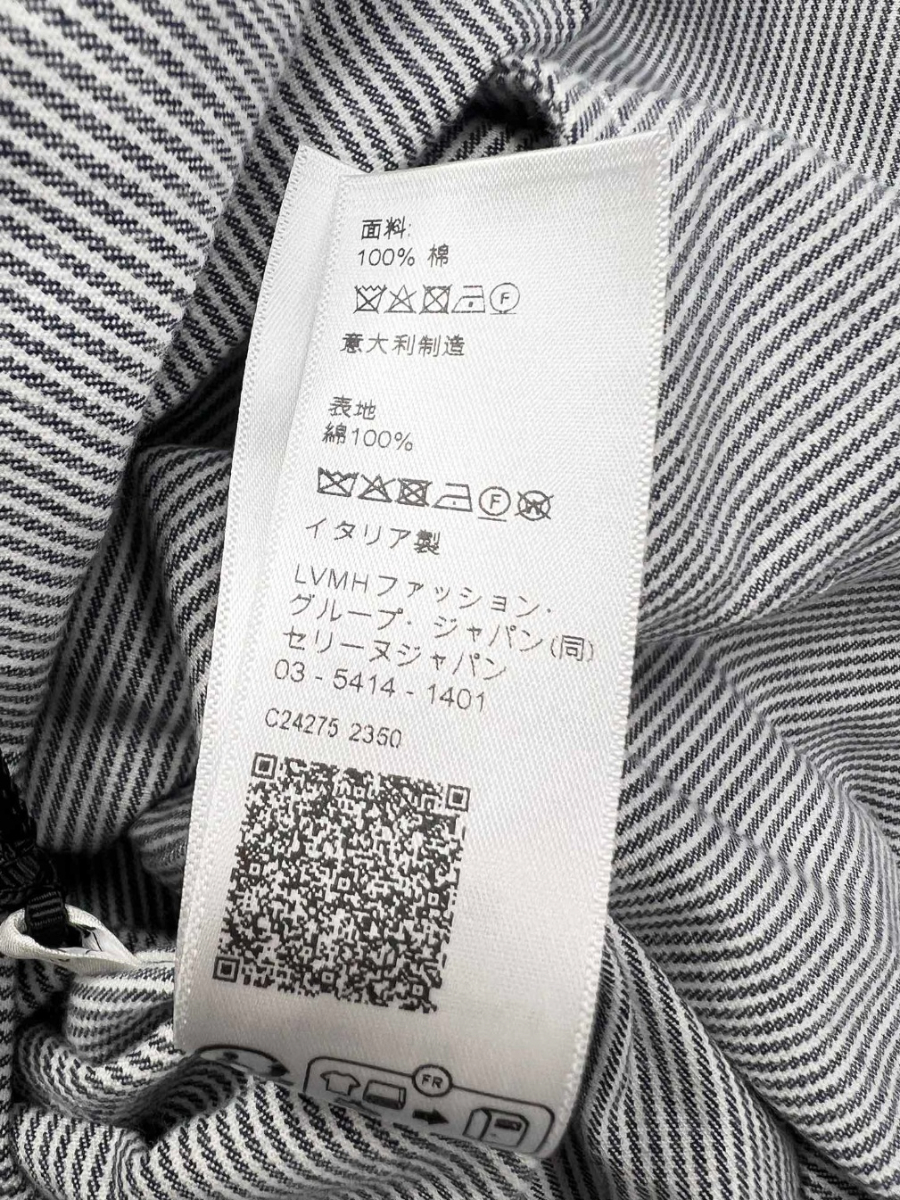 面料:
100% 棉
F
意大利制造
表地
綿100%
F W
イタリア製
LVMHファッション・
グループ・ジャパン(同)
セリーヌジャパン
03 - 5414 - 1401
C24275 2350
FR